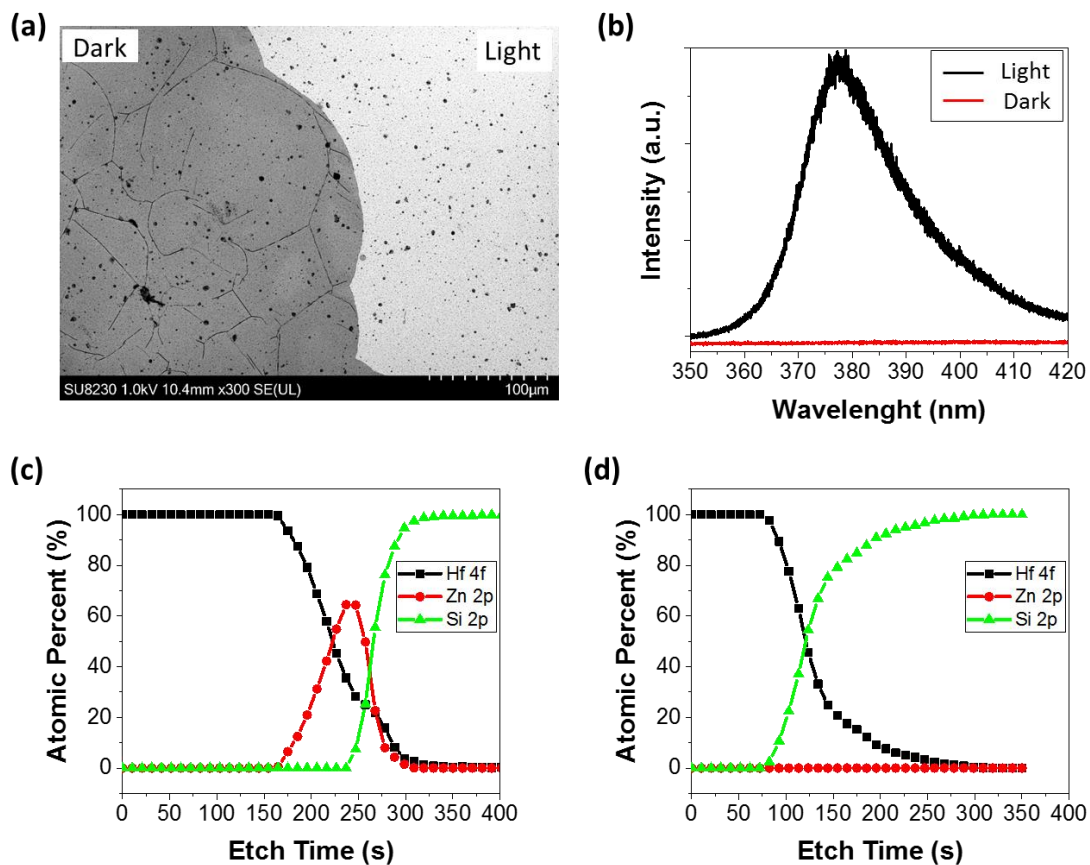 (a)
Dark
Light
SU8230 1.0kV 10.4mm x300 SE(UL)
100µm
(b)
Intensity (a.u.)
Light
Dark
350 360 370 380 390 400 410 420
Wavelenght (nm)
(c)
Atomic Percent (%)
100
80
60
40
20
0
Hf 4f
Zn 2p
Si 2p
0 50 100 150 200 250 300 350 400
Etch Time (s)
(d)
Atomic Percent (%)
100
80
60
40
20
0
Hf 4f
Zn 2p
Si 2p
0 50 100 150 200 250 300 350 400
Etch Time (s)